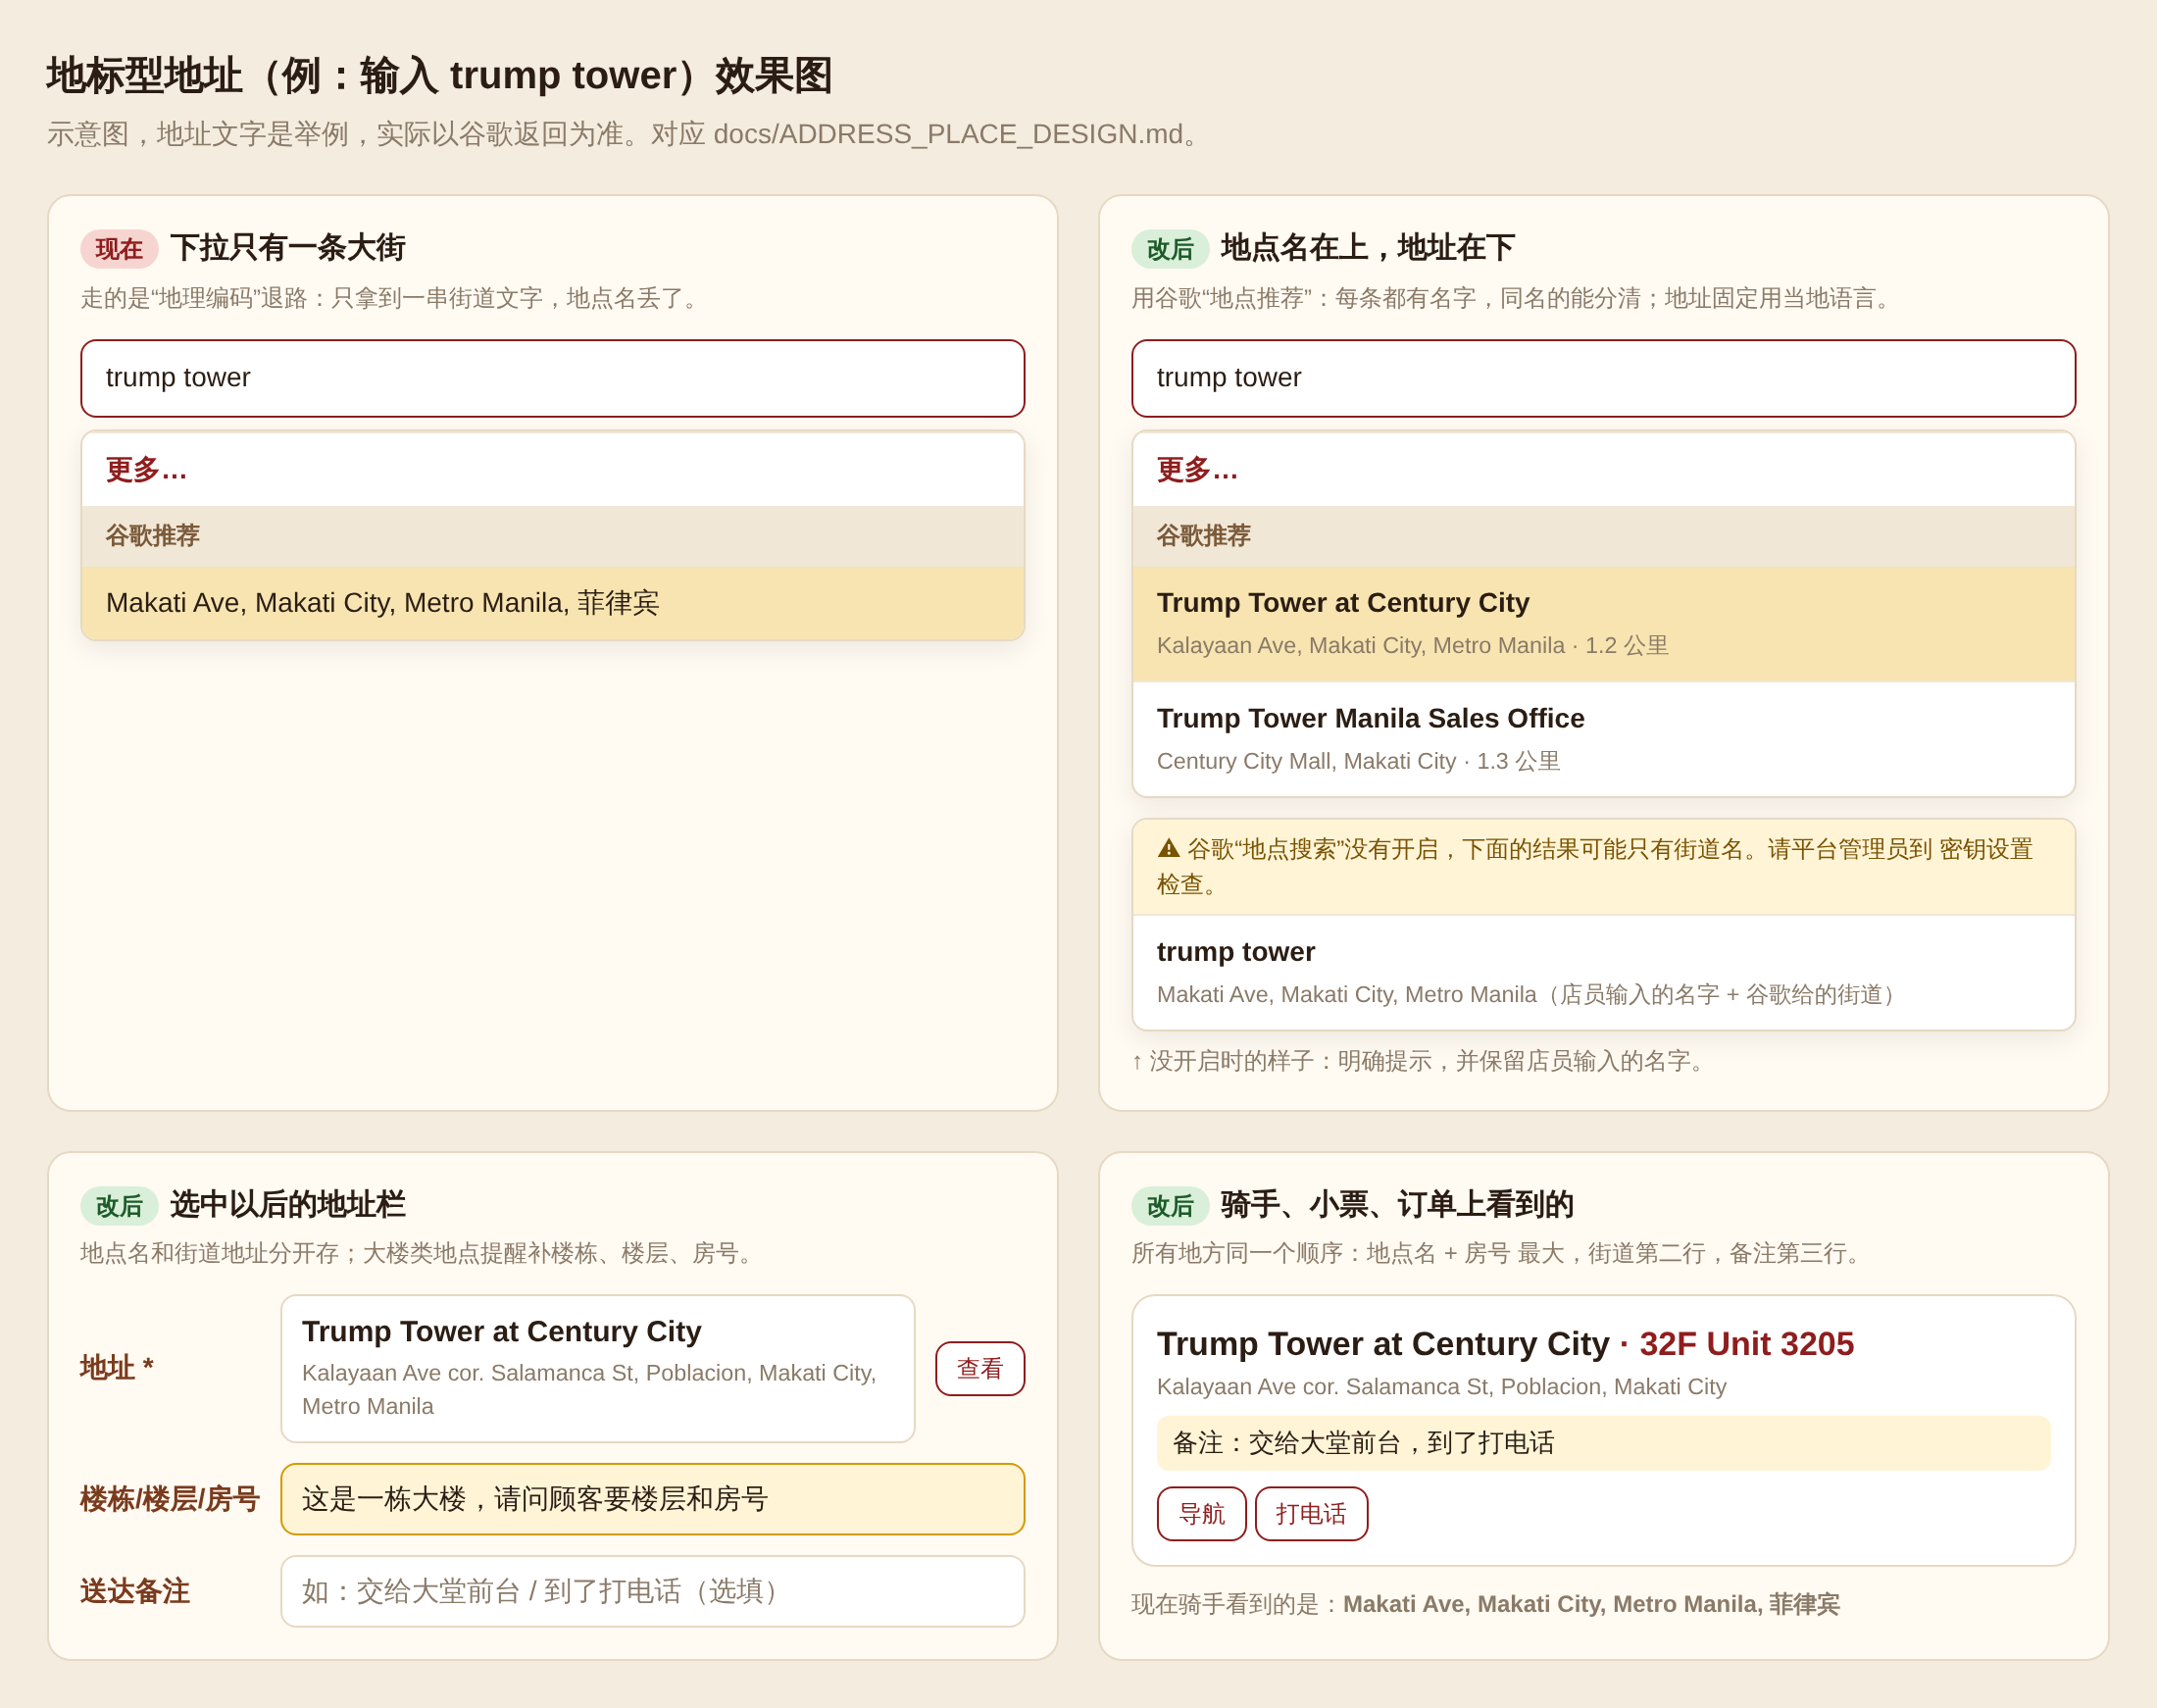 地标型地址（例：输入 trump tower）效果图
示意图，地址文字是举例，实际以谷歌返回为准。对应 docs/ADDRESS_PLACE_DESIGN.md。
现在 下拉只有一条大街
走的是“地理编码”退路：只拿到一串街道文字，地点名丢了。
trump tower
更多…
谷歌推荐
Makati Ave, Makati City, Metro Manila, 菲律宾
改后 地点名在上，地址在下
用谷歌“地点推荐”：每条都有名字，同名的能分清；地址固定用当地语言。
trump tower
更多…
谷歌推荐
Trump Tower at Century City
Kalayaan Ave, Makati City, Metro Manila · 1.2 公里
Trump Tower Manila Sales Office
Century City Mall, Makati City · 1.3 公里
⚠ 谷歌“地点搜索”没有开启，下面的结果可能只有街道名。请平台管理员到 密钥设置
检查。
trump tower
Makati Ave, Makati City, Metro Manila（店员输入的名字 + 谷歌给的街道）
↑ 没开启时的样子：明确提示，并保留店员输入的名字。
改后 选中以后的地址栏
地点名和街道地址分开存；大楼类地点提醒补楼栋、楼层、房号。
地址 *
Trump Tower at Century City
Kalayaan Ave cor. Salamanca St, Poblacion, Makati City,
Metro Manila
查看
楼栋/楼层/房号
这是一栋大楼，请问顾客要楼层和房号
送达备注
如：交给大堂前台 / 到了打电话（选填）
改后 骑手、小票、订单上看到的
所有地方同一个顺序：地点名 + 房号 最大，街道第二行，备注第三行。
Trump Tower at Century City · 32F Unit 3205
Kalayaan Ave cor. Salamanca St, Poblacion, Makati City
备注：交给大堂前台，到了打电话
导航
打电话
现在骑手看到的是：Makati Ave, Makati City, Metro Manila, 菲律宾